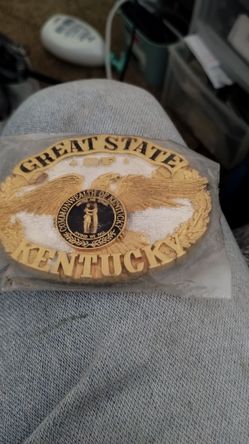 GREAT STATE
OF
COMMONWEALTH OF KENTUCKY
KENTUCKY